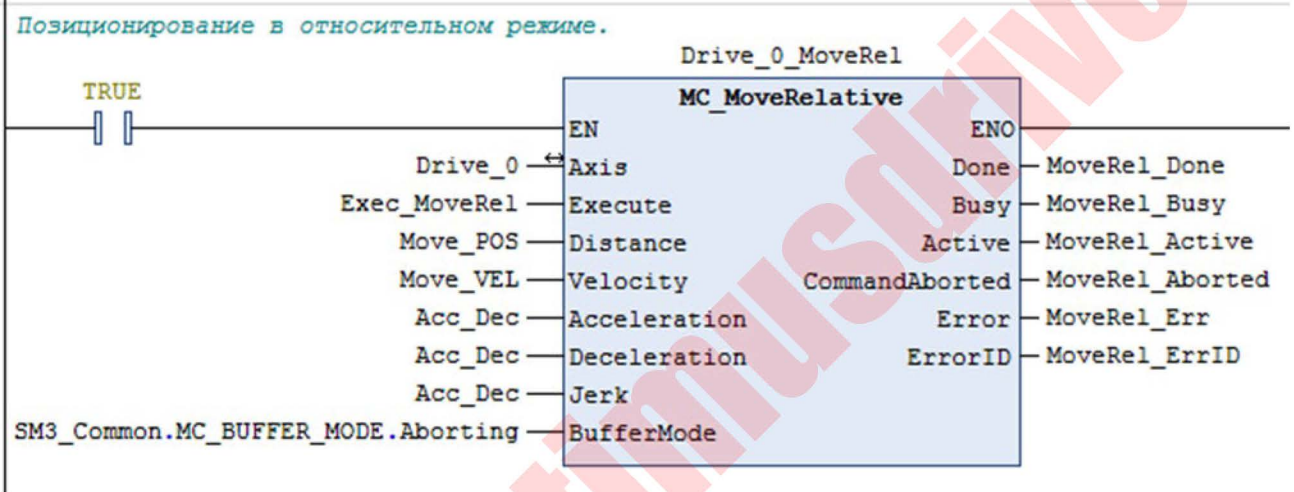 Позиционирование в относительном режиме.
Drive_0_MoveRel
TRUE
MC_MoveRelative
EN ENO
Drive_0 Axis Done MoveRel_Done
Exec_MoveRel Execute Busy MoveRel_Busy
Move_POS Distance Active MoveRel_Active
Move_VEL Velocity CommandAborted MoveRel_Aborted
Acc_Dec Acceleration Error MoveRel_Err
Acc_Dec Deceleration ErrorID MoveRel_ErrID
Acc_Dec Jerk
SM3_Common.MC_BUFFER_MODE.Aborting BufferMode
timusdrive